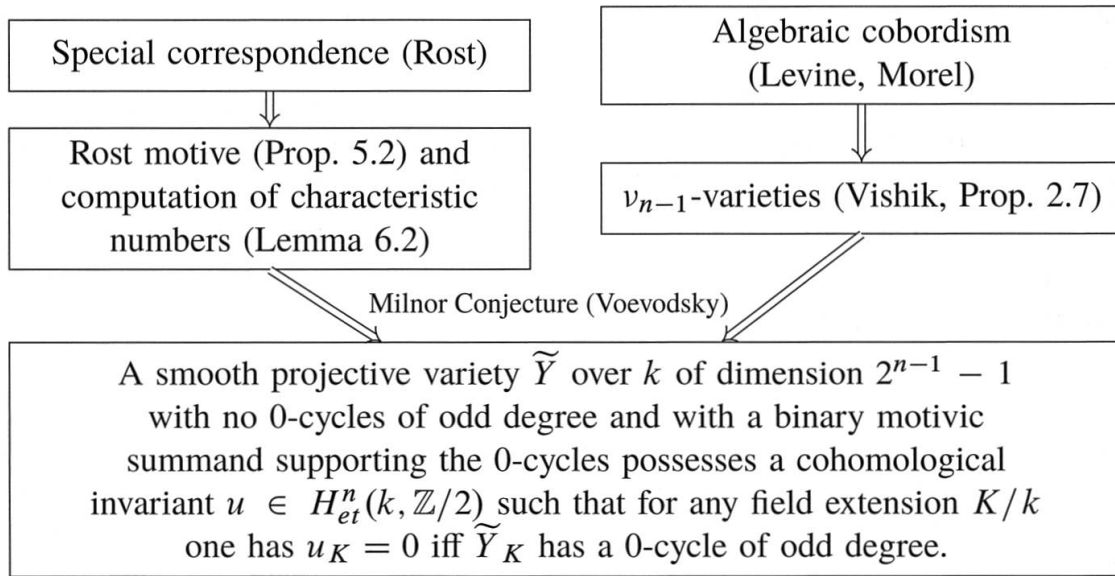 Special correspondence (Rost)
Algebraic cobordism
(Levine, Morel)
Rost motive (Prop. 5.2) and
computation of characteristic
numbers (Lemma 6.2)
ν_{n−1}-varieties (Vishik, Prop. 2.7)
Milnor Conjecture (Voevodsky)
A smooth projective variety Ỹ over k of dimension 2^{n−1} − 1
with no 0-cycles of odd degree and with a binary motivic
summand supporting the 0-cycles possesses a cohomological
invariant u ∈ H^n_{et}(k, ℤ/2) such that for any field extension K/k
one has u_K = 0 iff Ỹ_K has a 0-cycle of odd degree.